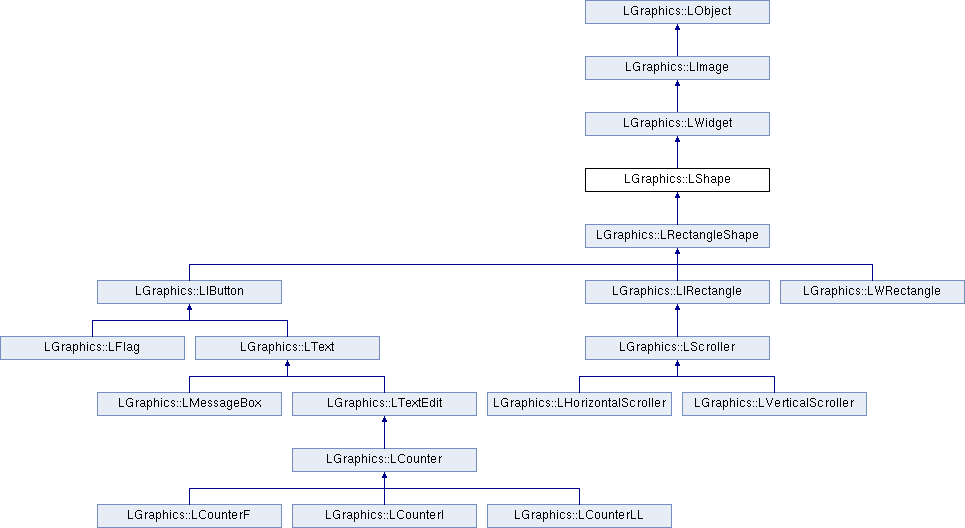 LGraphics::LObject
LGraphics::LImage
LGraphics::LWidget
LGraphics::LShape
LGraphics::LRectangleShape
LGraphics::LIButton
LGraphics::LIRectangle
LGraphics::LWRectangle
LGraphics::LFlag
LGraphics::LText
LGraphics::LScroller
LGraphics::LMessageBox
LGraphics::LTextEdit
LGraphics::LHorizontalScroller
LGraphics::LVerticalScroller
LGraphics::LCounter
LGraphics::LCounterF
LGraphics::LCounterI
LGraphics::LCounterLL